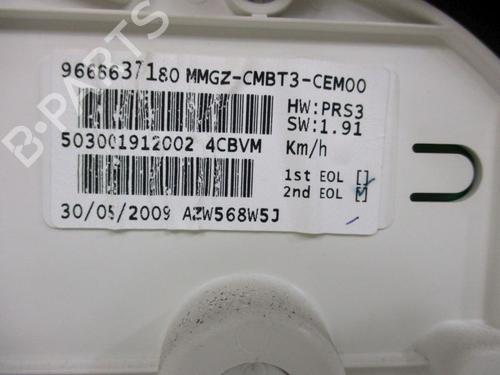 9666637180 MMGZ-CMBT3-CEM00
HW:PRS3
SW:1.91
503001912002 4CBVM
Km/h
1st EOL []
2nd EOL []
30/05/2009 AZW568W5J
B-PARTS